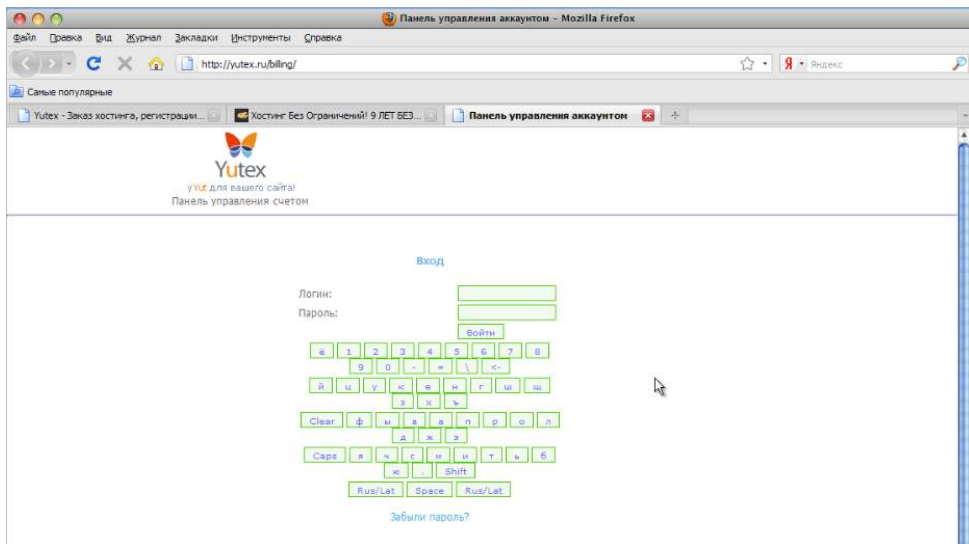 Панель управления аккаунтом - Mozilla Firefox
Файл Правка Вид Журнал Закладки Инструменты Справка
http://yutex.ru/biling/ Я Яндекс
Самые популярные
Yutex - Заказ хостинга, регистрации... Хостинг Без Ограничений! 9 ЛЕТ БЕЗ... Панель управления аккаунтом
Yutex
уYut для вашего сайта!
Панель управления счетом
Вход
Логин:
Пароль:
Войти
ё 1 2 3 4 5 6 7 8
9 0 - = \ <-
й ц у к е н г ш щ
з х ъ
Clear ф ы в а п р о л
д ж э
Caps я ч с м и т ь б
ю . Shift
Rus/Lat Space Rus/Lat
Забыли пароль?